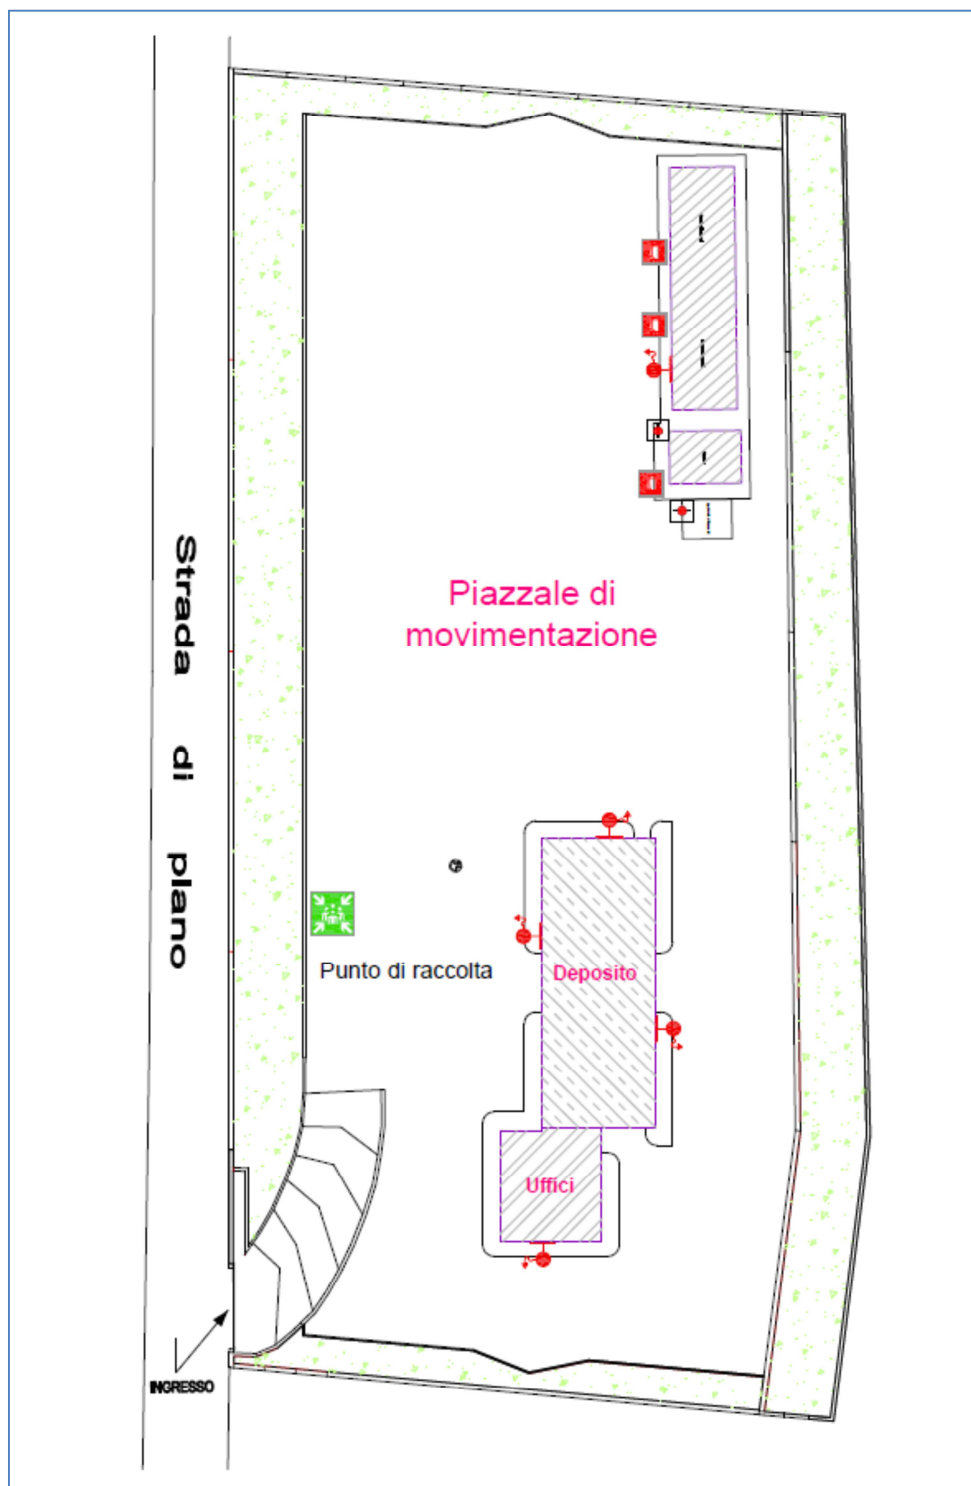 Piazzale di
movimentazione
Strada di plano
Punto di raccolta
Deposito
Uffici
INGRESSO